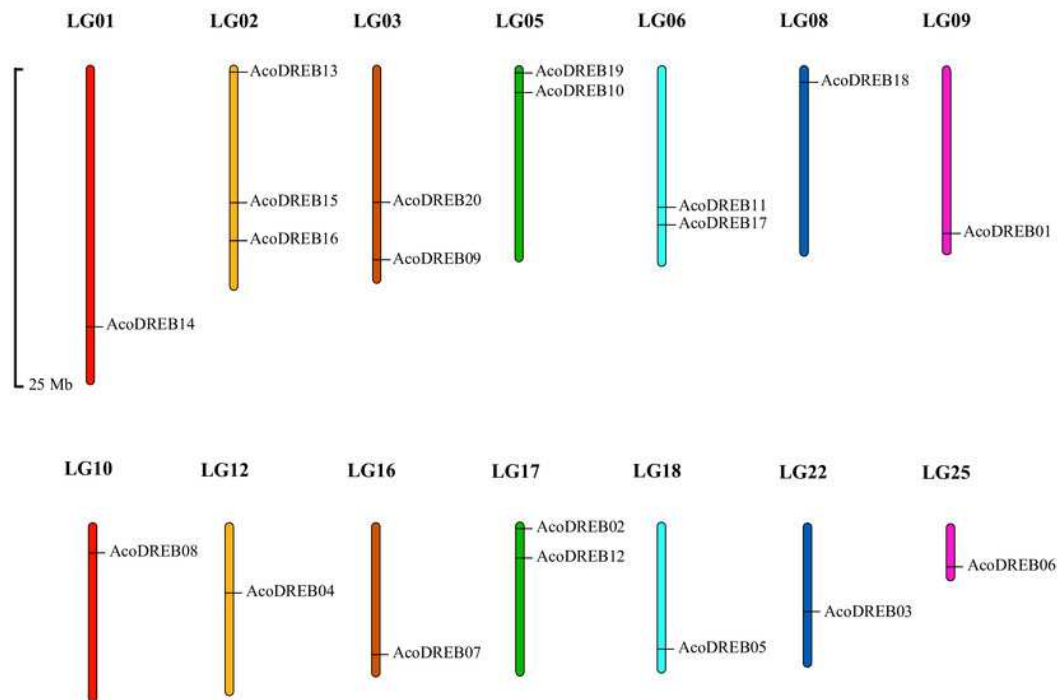 LG01 LG02 LG03 LG05 LG06 LG08 LG09
AcoDREB13 AcoDREB19
AcoDREB10 AcoDREB18
AcoDREB15 AcoDREB20 AcoDREB11
AcoDREB17
AcoDREB16 AcoDREB01
AcoDREB09
AcoDREB14
25 Mb
LG10 LG12 LG16 LG17 LG18 LG22 LG25
AcoDREB02
AcoDREB08 AcoDREB12
AcoDREB06
AcoDREB04
AcoDREB03
AcoDREB07 AcoDREB05